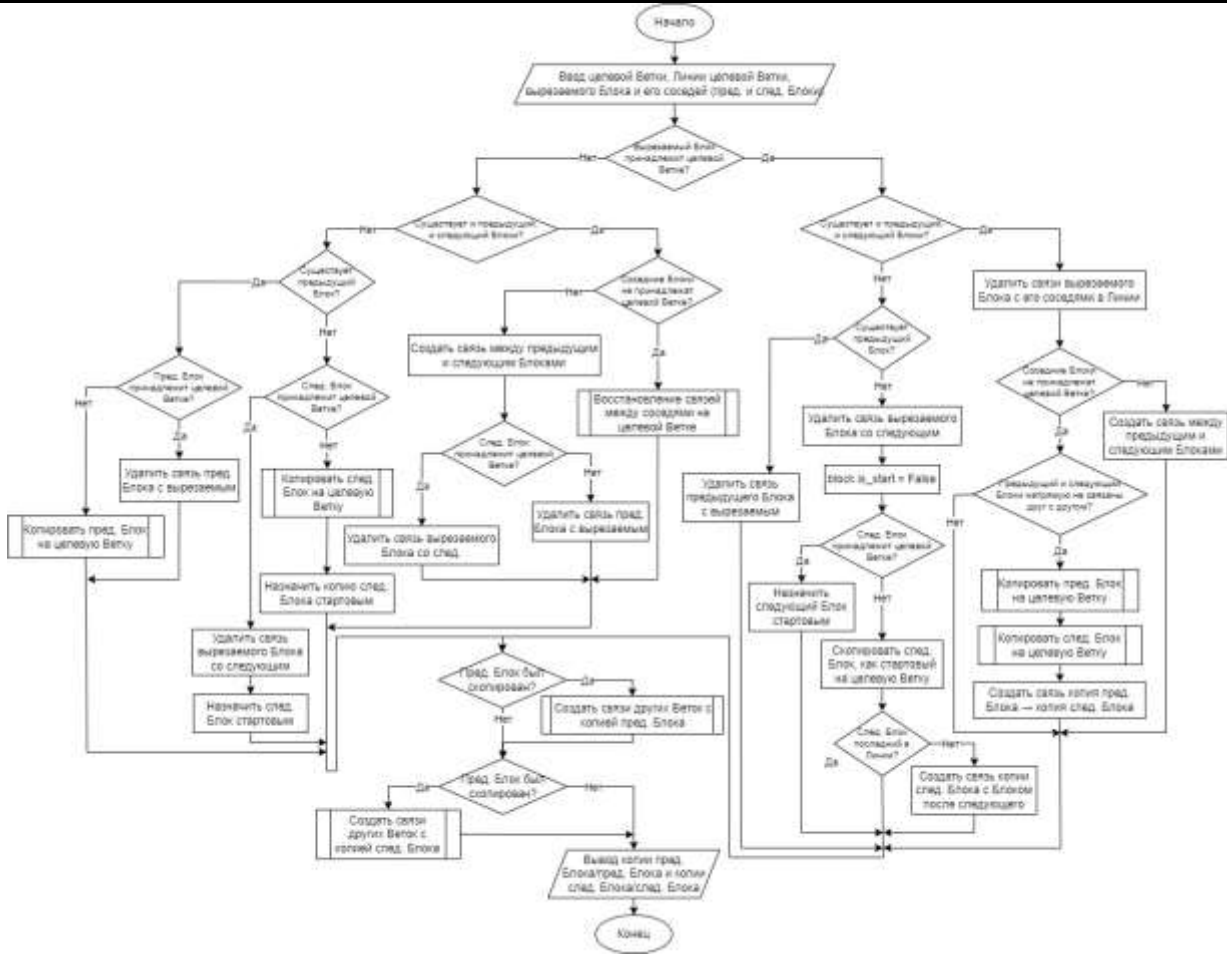 Начало
Ввод целевой Ветки, Линии целевой Ветки,
вырезаемого Блока и его соседей (пред. и след. Блоки)
Вырезаемый Блок
принадлежит целевой
Ветке?
Нет
Да
Существует и предыдущий,
и следующий Блоки?
Нет
Да
Существует и предыдущий,
и следующий Блоки?
Нет
Да
Существует
предыдущий
Блок?
Да
Нет
Соседние Блоки
не принадлежат
целевой Ветке?
Нет
Да
Удалить связи вырезаемого
Блока с его соседями в Линии
Существует
предыдущий
Блок?
Да
Нет
Создать связь между предыдущим
и следующим Блоками
Пред. Блок
принадлежит целевой
Ветке?
Нет
Да
След. Блок
принадлежит целевой
Ветке?
Да
Нет
Восстановление связей
между соседями на
целевой Ветке
Соседние Блоки
не принадлежат
целевой Ветке?
Нет
Да
Удалить связь вырезаемого
Блока со следующим
Создать связь между
предыдущим и
следующим Блоками
След. Блок
принадлежит целевой
Ветке?
Да
Нет
Удалить связь пред.
Блока с вырезаемым
Копировать след.
Блок на целевую
Ветку
block.is_start = False
Удалить связь
предыдущего Блока
с вырезаемым
Предыдущий и следующий
Блоки напрямую не связаны
друг с другом?
Нет
Да
Копировать пред. Блок
на целевую Ветку
Удалить связь пред.
Блока с вырезаемым
Удалить связь вырезаемого
Блока со след.
След. Блок
принадлежит целевой
Ветке?
Да
Нет
Назначить копию след.
Блока стартовым
Назначить
следующий Блок
стартовым
Копировать пред. Блок
на целевую Ветку
Удалить связь
вырезаемого Блока
со следующим
Скопировать след.
Блок, как стартовый
на целевую Ветку
Копировать след. Блок
на целевую Ветку
Пред. Блок был
скопирован?
Да
Нет
Назначить след.
Блок стартовым
Создать связи других Веток с
копией пред. Блока
Создать связь копия пред.
Блока → копия след. Блока
След. Блок
последний в
Линии?
Да
Нет
Пред. Блок был
скопирован?
Да
Нет
Создать связь копии
след. Блока с Блоком
после следующего
Создать связи
других Веток с
копией след. Блока
Вывод копии пред.
Блока/пред. Блока и копии
след. Блока/след. Блока
Конец